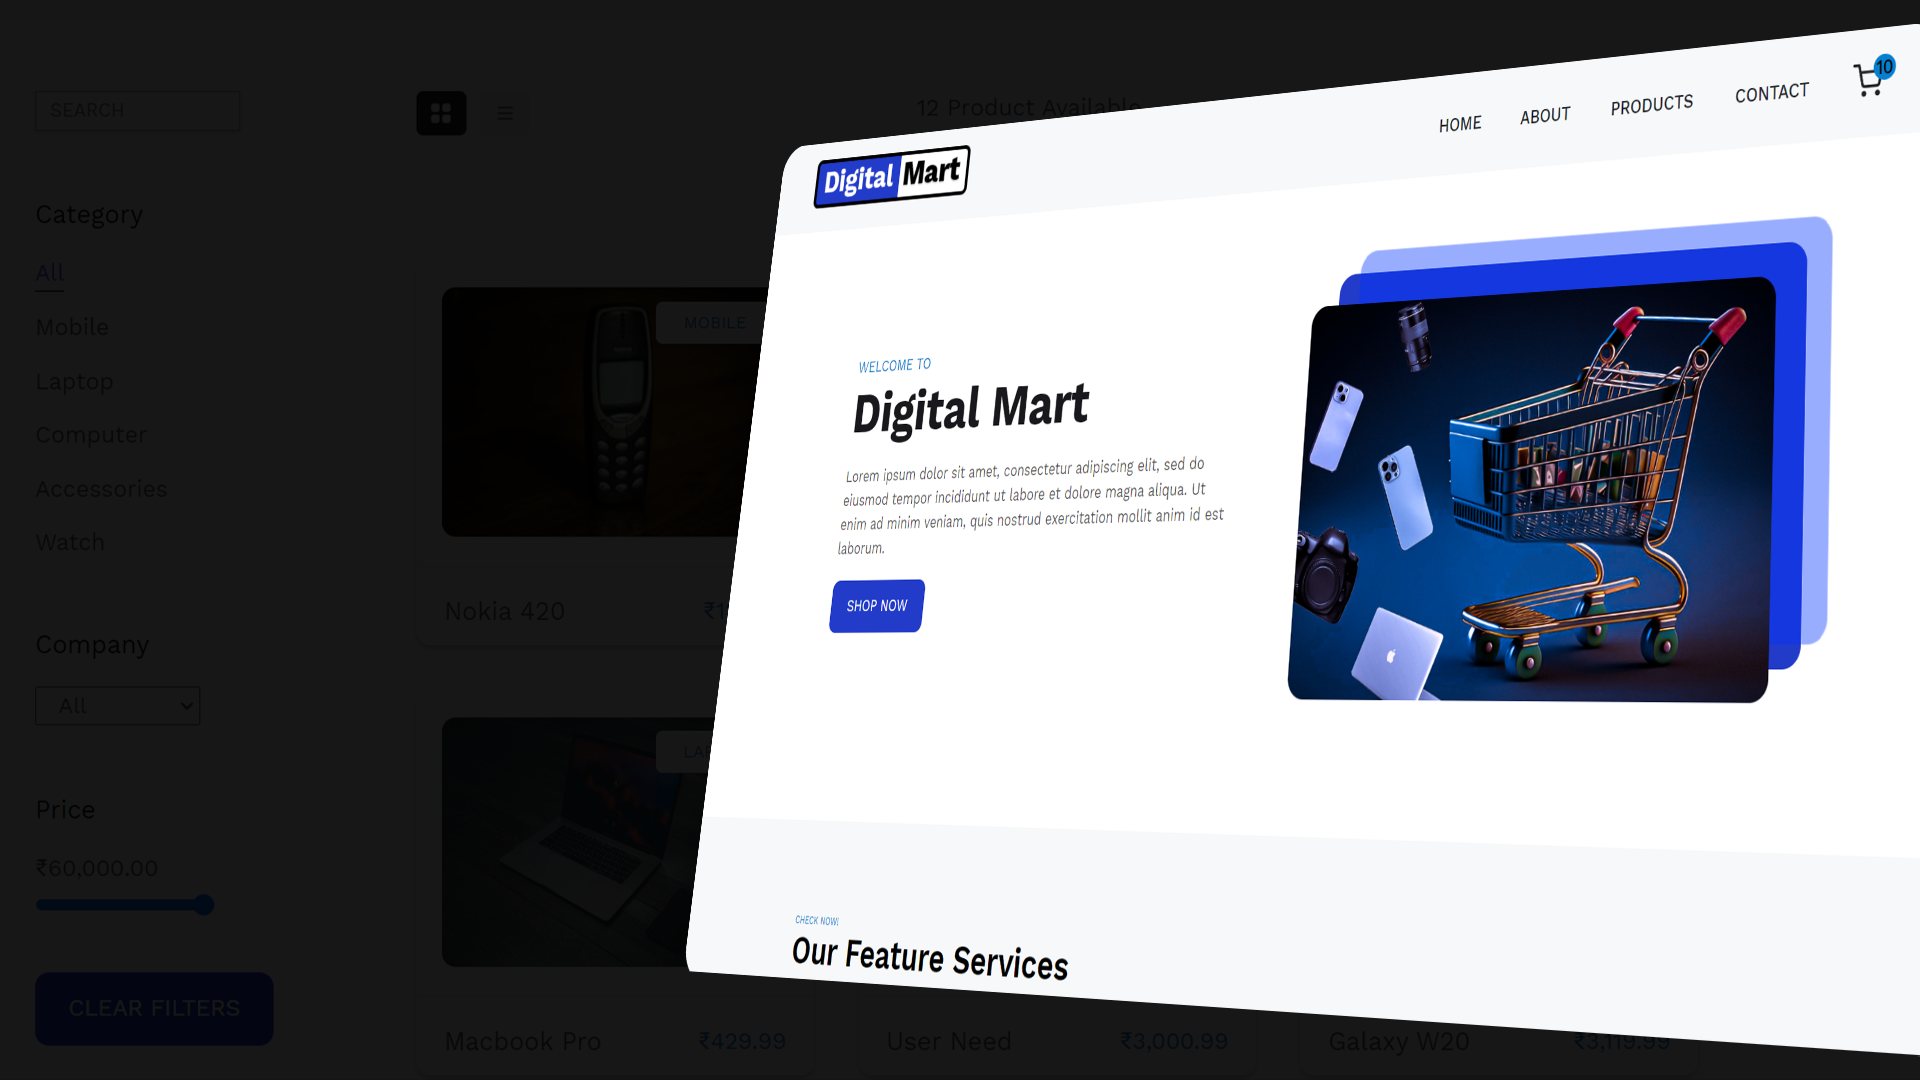 SEARCH
12 Product Available
Category
All
Mobile
Laptop
Computer
Accessories
Watch
Company
All
Price
₹60,000.00
CLEAR FILTERS
MOBILE
Nokia 420
Macbook Pro
₹429.99
User Need
₹3,000.99
Galaxy W20
₹3,119.99
Digital Mart
HOME
ABOUT
PRODUCTS
CONTACT
10
WELCOME TO
Digital Mart
Lorem ipsum dolor sit amet, consectetur adipiscing elit, sed do
eiusmod tempor incididunt ut labore et dolore magna aliqua. Ut
enim ad minim veniam, quis nostrud exercitation mollit anim id est
laborum.
SHOP NOW
CHECK NOW!
Our Feature Services